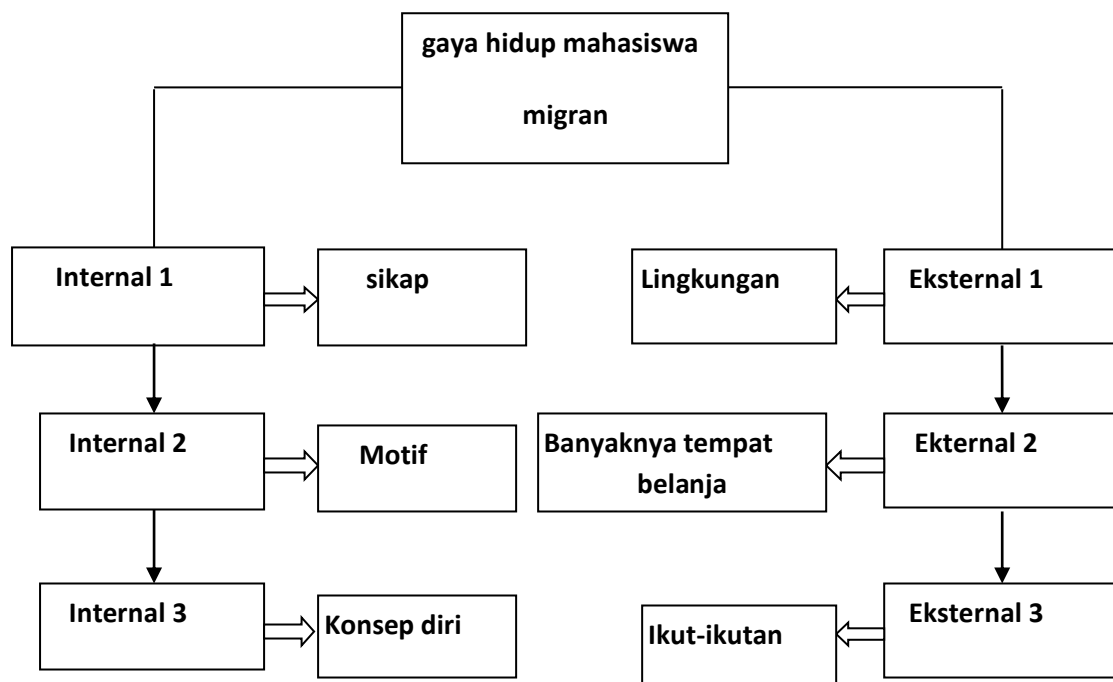 gaya hidup mahasiswa
migran
Internal 1
sikap
Lingkungan
Eksternal 1
Internal 2
Motif
Banyaknya tempat
belanja
Ekternal 2
Internal 3
Konsep diri
Ikut-ikutan
Eksternal 3